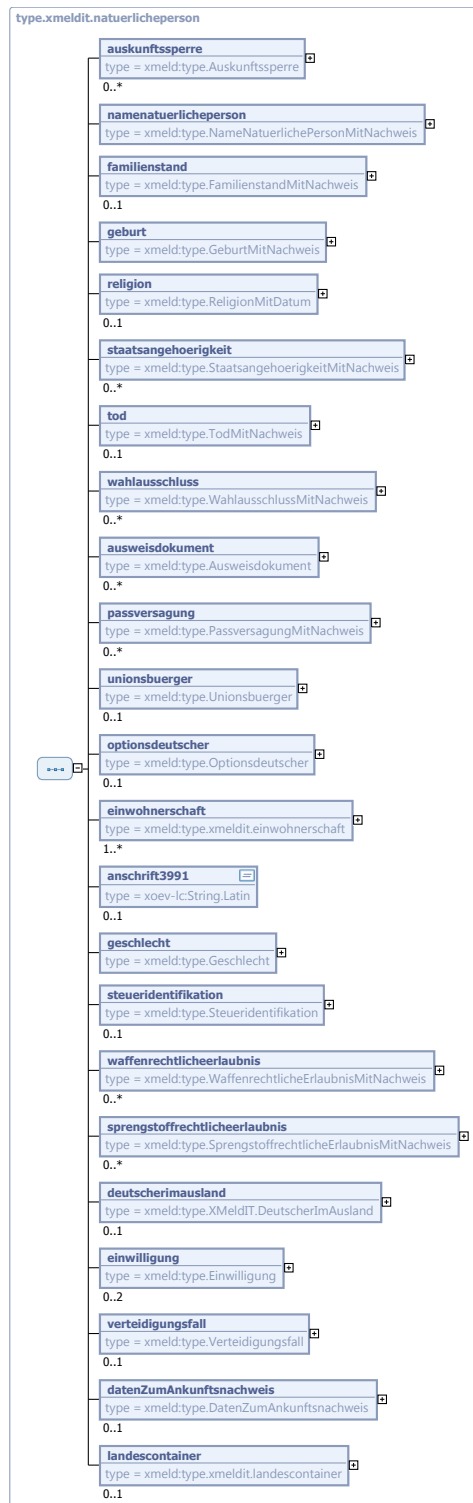 type.xmeldit.natuerlicheperson
auskunftssperre
type = xmeld:type.Auskunftssperre
0..*
namenatuerlicheperson
type = xmeld:type.NameNatuerlichePersonMitNachweis
familienstand
type = xmeld:type.FamilienstandMitNachweis
0..1
geburt
type = xmeld:type.GeburtMitNachweis
religion
type = xmeld:type.ReligionMitDatum
0..1
staatsangehoerigkeit
type = xmeld:type.StaatsangehoerigkeitMitNachweis
0..*
tod
type = xmeld:type.TodMitNachweis
0..1
wahlausschluss
type = xmeld:type.WahlausschlussMitNachweis
0..*
ausweisdokument
type = xmeld:type.Ausweisdokument
0..*
passversagung
type = xmeld:type.PassversagungMitNachweis
0..*
unionsbuerger
type = xmeld:type.Unionsbuerger
0..1
optionsdeutscher
type = xmeld:type.Optionsdeutscher
0..1
einwohnerschaft
type = xmeld:type.xmeldit.einwohnerschaft
1..*
anschrift3991
type = xoev-lc:String.Latin
0..1
geschlecht
type = xmeld:type.Geschlecht
steueridentifikation
type = xmeld:type.Steueridentifikation
0..1
waffenrechtlicheerlaubnis
type = xmeld:type.WaffenrechtlicheErlaubnisMitNachweis
0..*
sprengstoffrechtlicheerlaubnis
type = xmeld:type.SprengstoffrechtlicheErlaubnisMitNachweis
0..*
deutscherimausland
type = xmeld:type.XMeldIT.DeutscherImAusland
0..1
einwilligung
type = xmeld:type.Einwilligung
0..2
verteidigungsfall
type = xmeld:type.Verteidigungsfall
0..1
datenZumAnkunftsnachweis
type = xmeld:type.DatenZumAnkunftsnachweis
0..1
landescontainer
type = xmeld:type.xmeldit.landescontainer
0..1